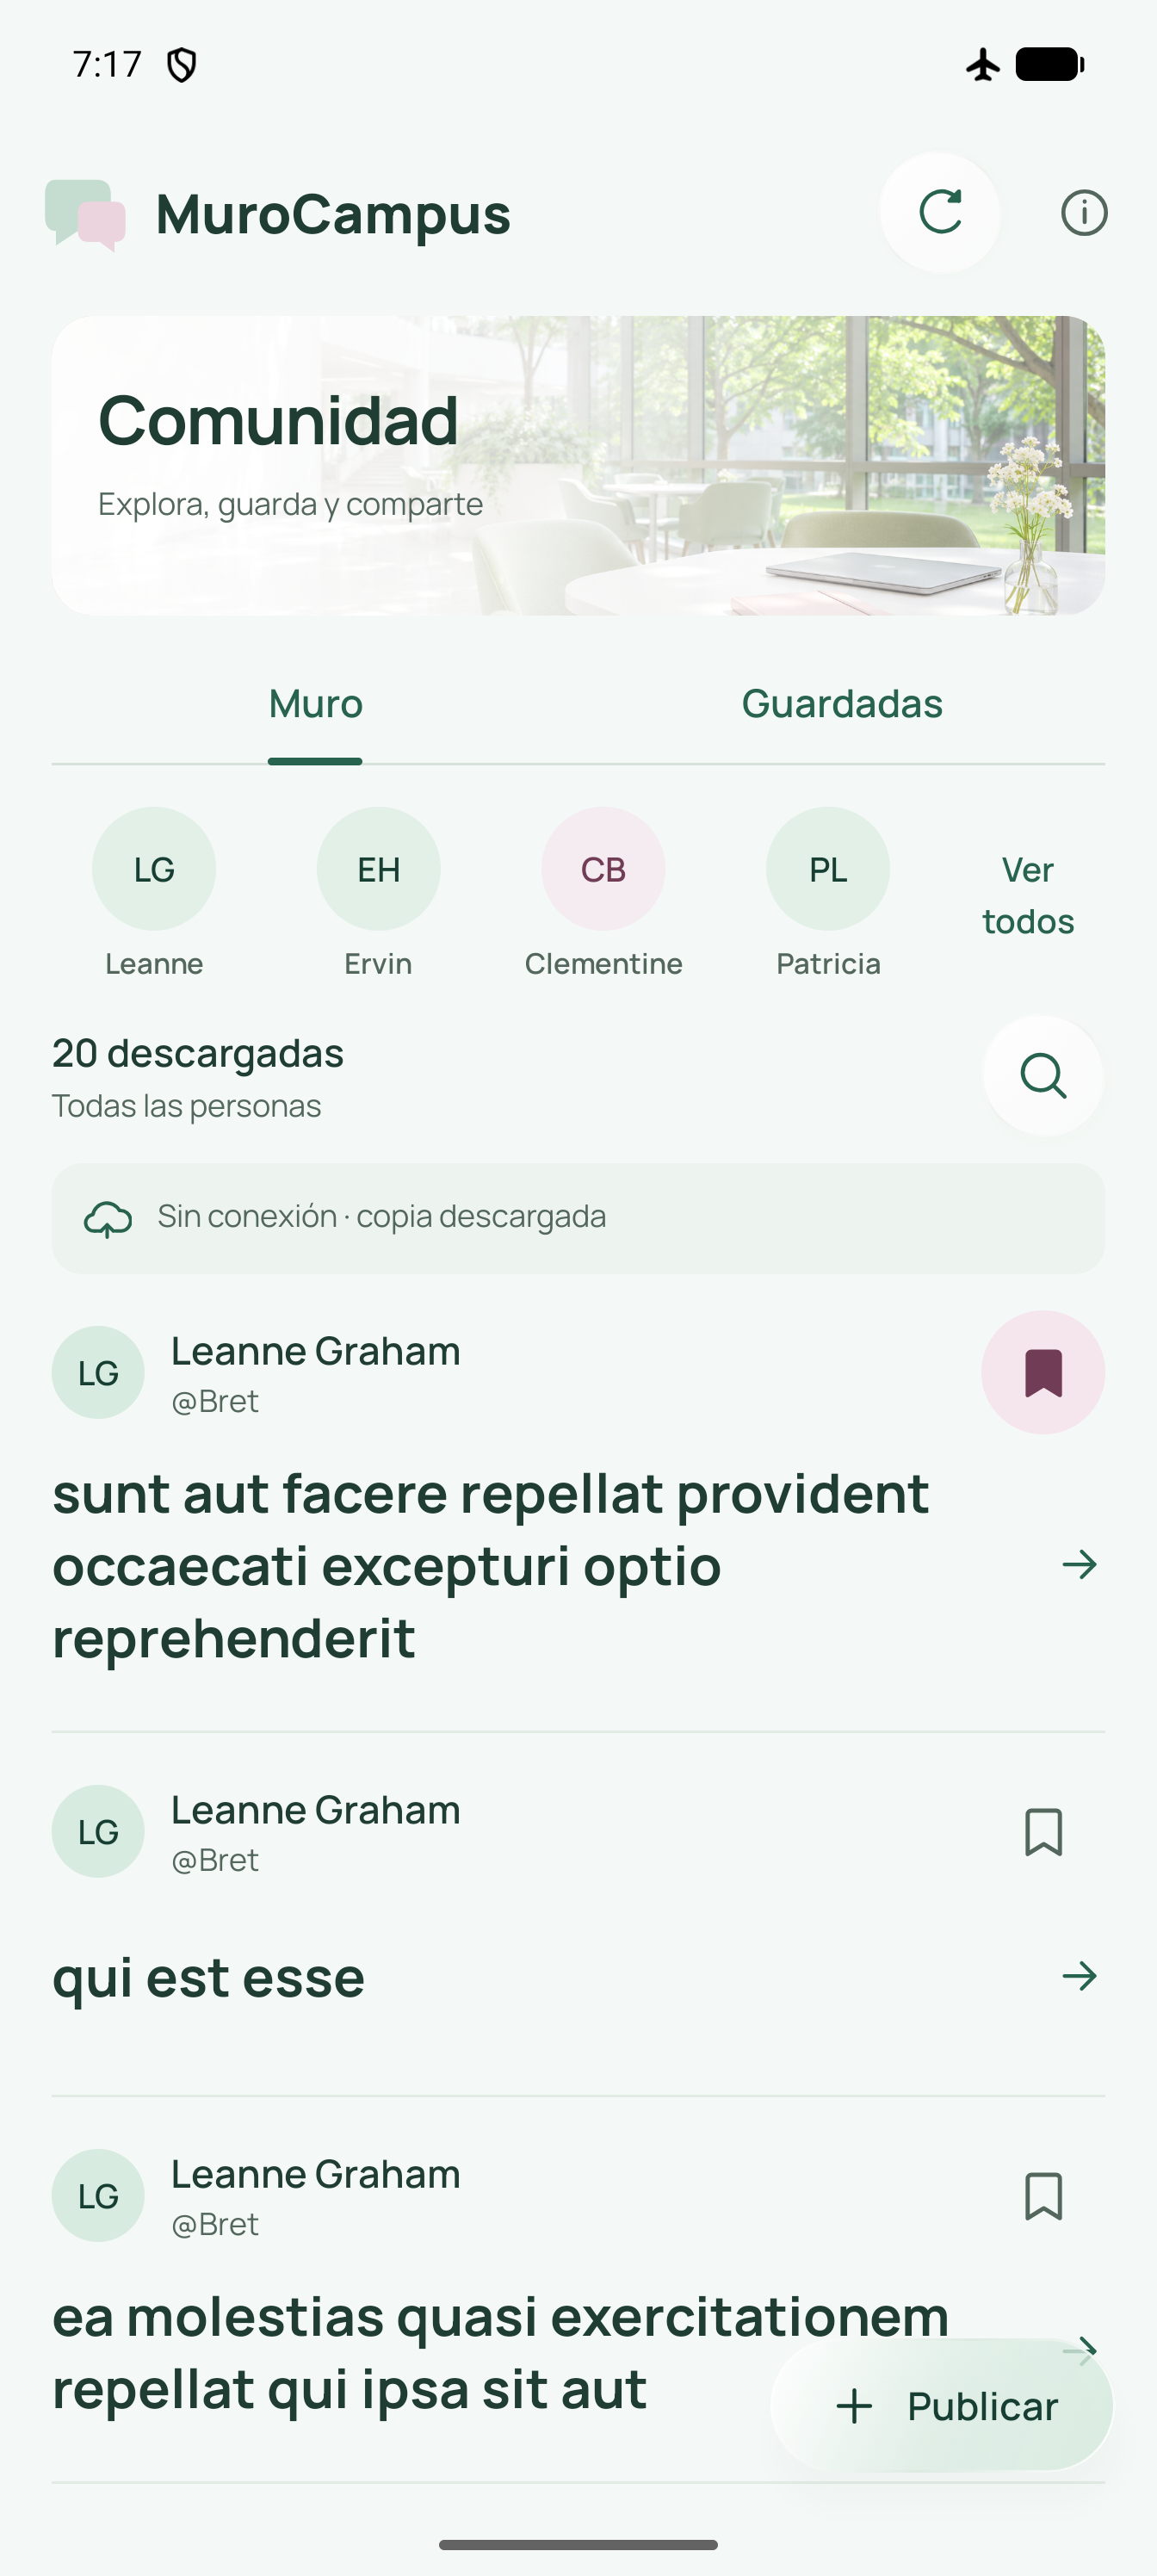 7:17
MuroCampus
Comunidad
Explora, guarda y comparte
Muro
Guardadas
LG
EH
CB
PL
Ver
todos
Leanne
Ervin
Clementine
Patricia
20 descargadas
Todas las personas
Sin conexión · copia descargada
LG
Leanne Graham
@Bret
sunt aut facere repellat provident
occaecati excepturi optio
reprehenderit
LG
Leanne Graham
@Bret
qui est esse
LG
Leanne Graham
@Bret
ea molestias quasi exercitationem
repellat qui ipsa sit aut
Publicar